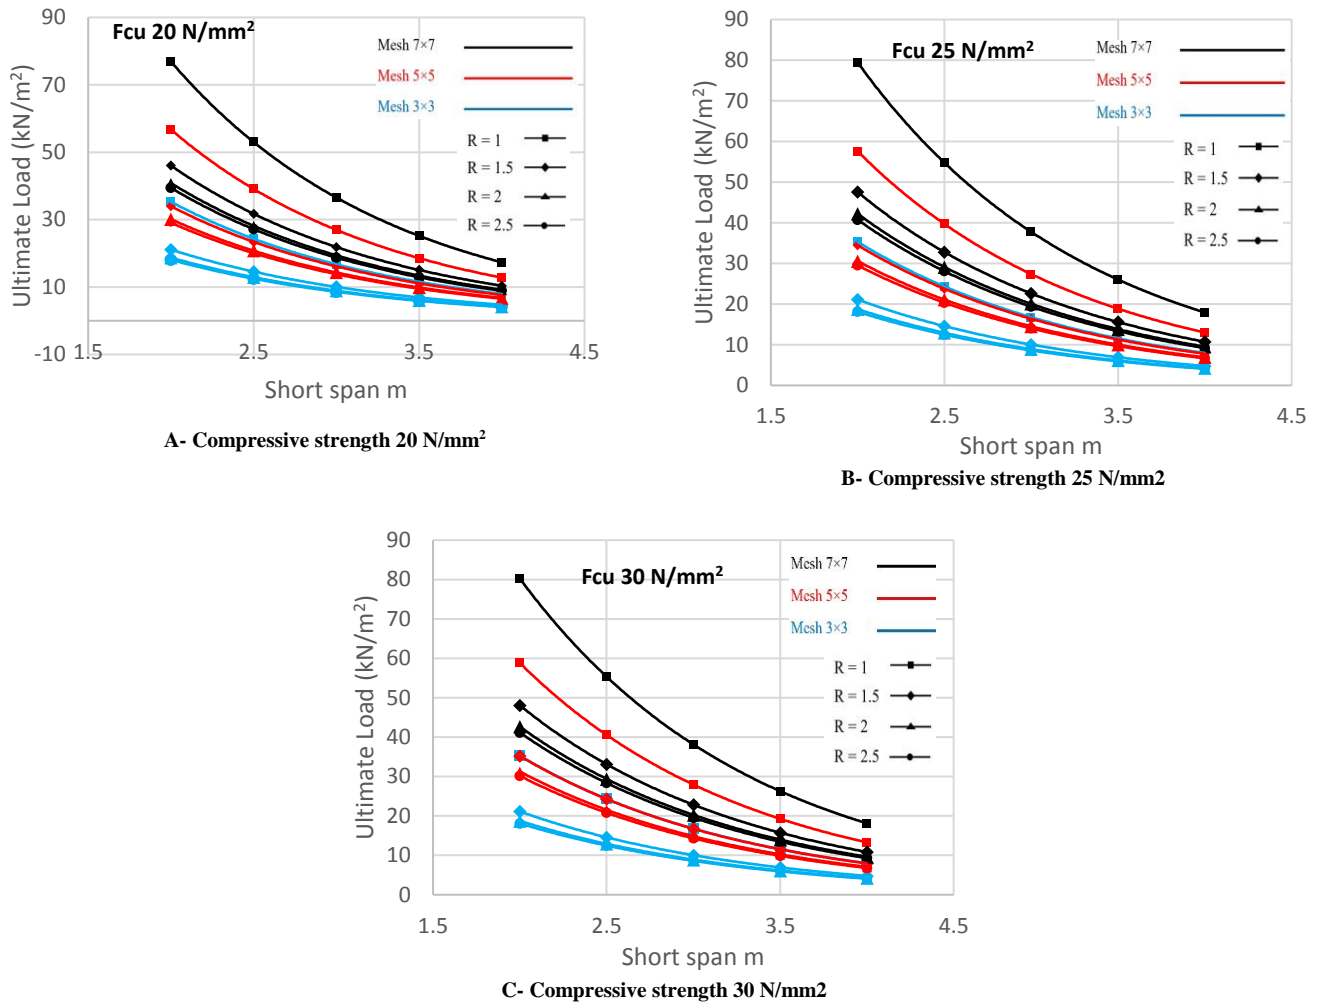 Fcu 20 N/mm²
Mesh 7×7
Mesh 5×5
Mesh 3×3
R = 1
R = 1.5
R = 2
R = 2.5
90
70
50
30
10
-10
1.5
2.5
3.5
4.5
Ultimate Load (kN/m²)
Short span m
A- Compressive strength 20 N/mm²
Fcu 25 N/mm²
Mesh 7×7
Mesh 5×5
Mesh 3×3
R = 1
R = 1.5
R = 2
R = 2.5
90
80
70
60
50
40
30
20
10
0
1.5
2.5
3.5
4.5
Ultimate Load (kN/m²)
Short span m
B- Compressive strength 25 N/mm2
Fcu 30 N/mm²
Mesh 7×7
Mesh 5×5
Mesh 3×3
R = 1
R = 1.5
R = 2
R = 2.5
90
80
70
60
50
40
30
20
10
0
1.5
2.5
3.5
4.5
Ultimate Load (kN/m²)
Short span m
C- Compressive strength 30 N/mm2